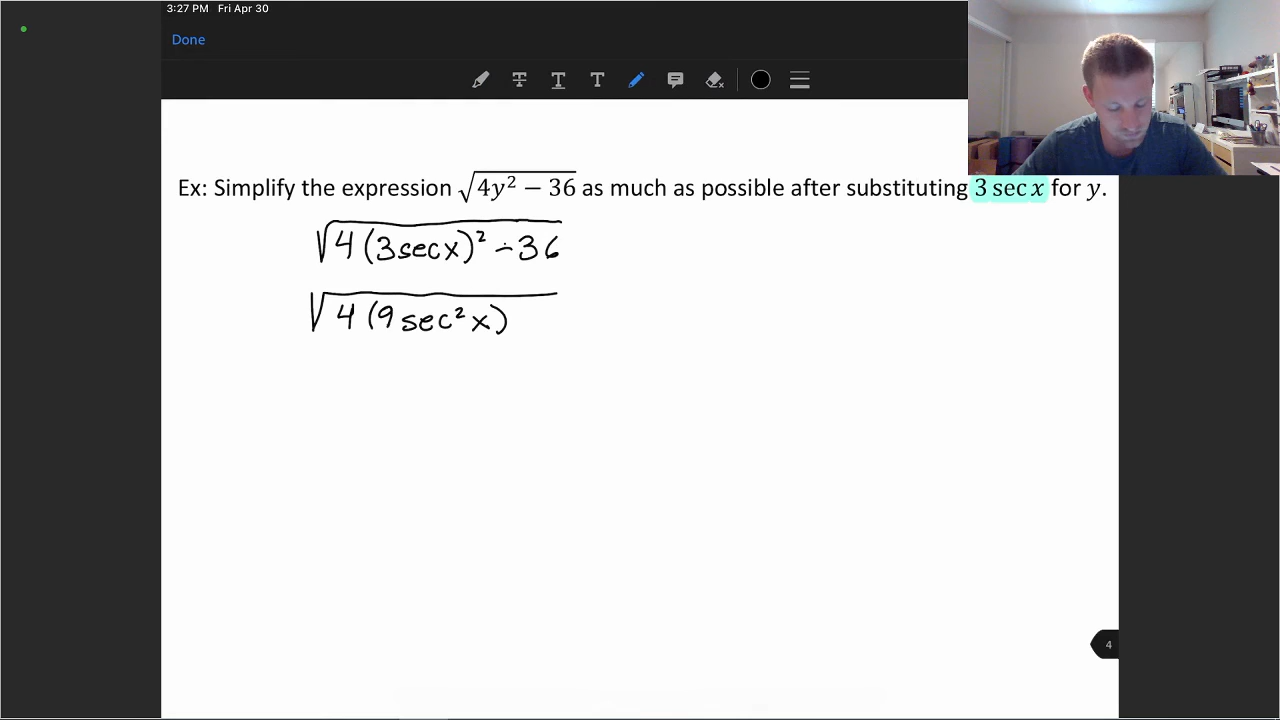 3:27 PM Fri Apr 30
Done
T T T
Ex: Simplify the expression √(4y² − 36) as much as possible after substituting 3 sec x for y.
√(4(3secx)² − 36)
√(4(9sec²x))
4